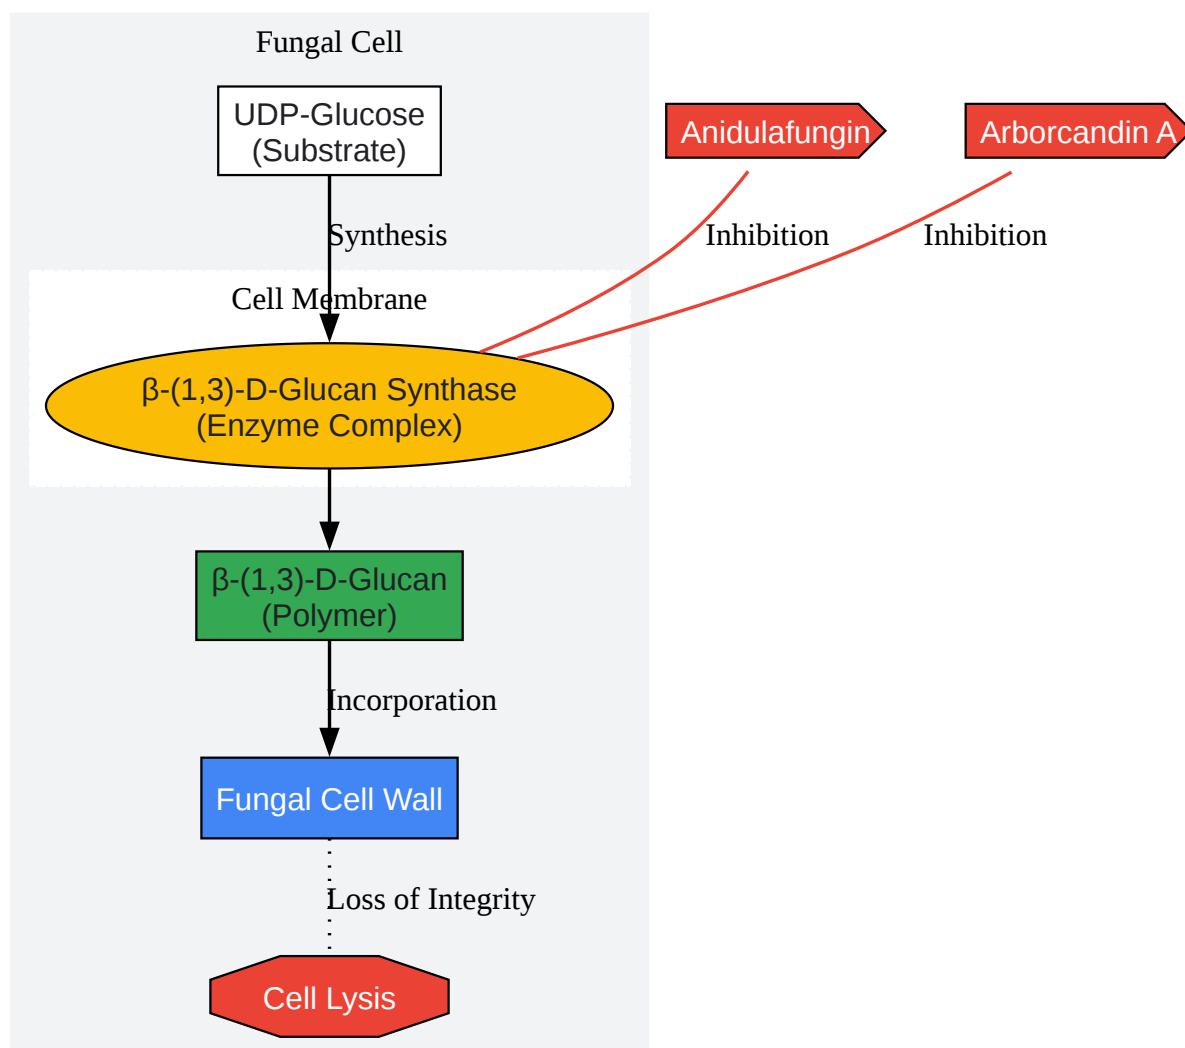 Fungal Cell
UDP-Glucose
(Substrate)
Anidulafungin
Arborcandin A
Synthesis
Inhibition
Inhibition
Cell Membrane
β-(1,3)-D-Glucan Synthase
(Enzyme Complex)
β-(1,3)-D-Glucan
(Polymer)
Incorporation
Fungal Cell Wall
Loss of Integrity
Cell Lysis